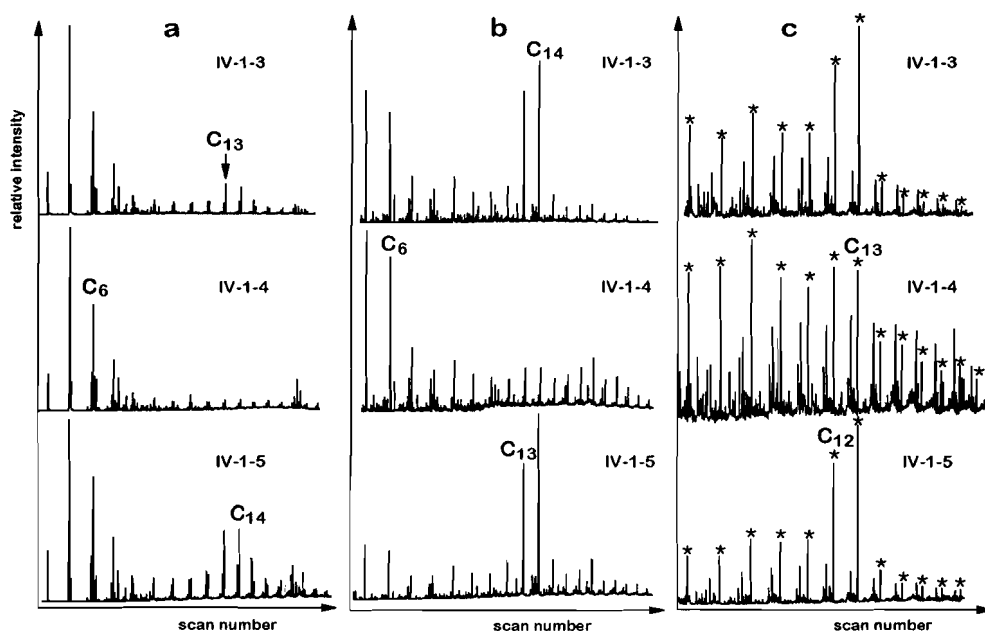 a
IV-1-3
C13
relative intensity
C6
IV-1-4
IV-1-5
C14
scan number
b
C14
IV-1-3
C6
IV-1-4
C13
IV-1-5
scan number
c
* * * * * * * * * * * *
IV-1-3
C13
* * * * * * * * * * * * *
IV-1-4
C12
* * * * * * * * * * * *
IV-1-5
scan number